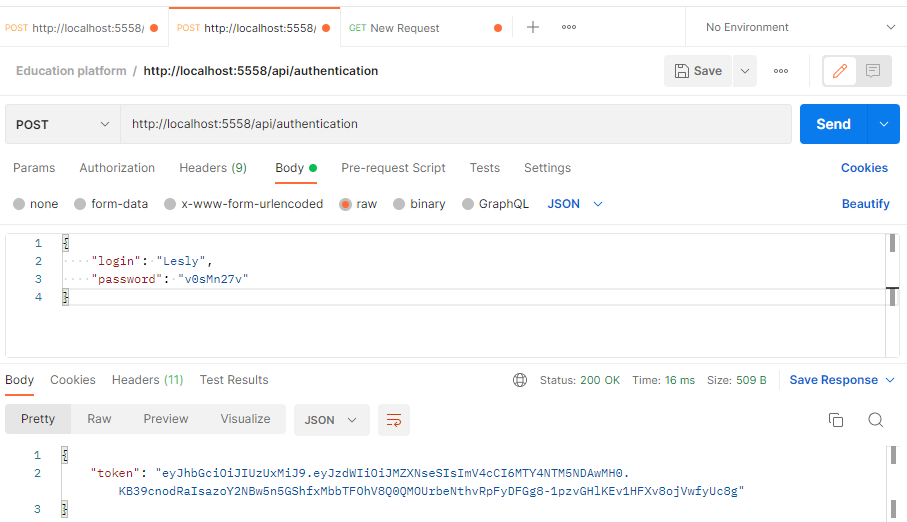 POST http://localhost:5558/ POST http://localhost:5558/ GET New Request + ooo No Environment
Education platform / http://localhost:5558/api/authentication Save ooo
POST http://localhost:5558/api/authentication Send
Params Authorization Headers (9) Body Pre-request Script Tests Settings Cookies
none form-data x-www-form-urlencoded raw binary GraphQL JSON Beautify
1 {
2 "login": "Lesly",
3 "password": "v0sMn27v"
4 }
Body Cookies Headers (11) Test Results Status: 200 OK Time: 16 ms Size: 509 B Save Response
Pretty Raw Preview Visualize JSON
1 {
2 "token": "eyJhbGciOiJIUzUxMiJ9.eyJzdWIiOiJMZXNseSIsImV4cCI6MTY4NTM5NDAwMH0.
KB39cnodRaIsazoY2NBw5n5GShfxMbbTFOhV8Q0QMOUrbeNthvRpFyDFGg8-1pzvGHlKEv1HFXv8ojVwfyUc8g"
3 }